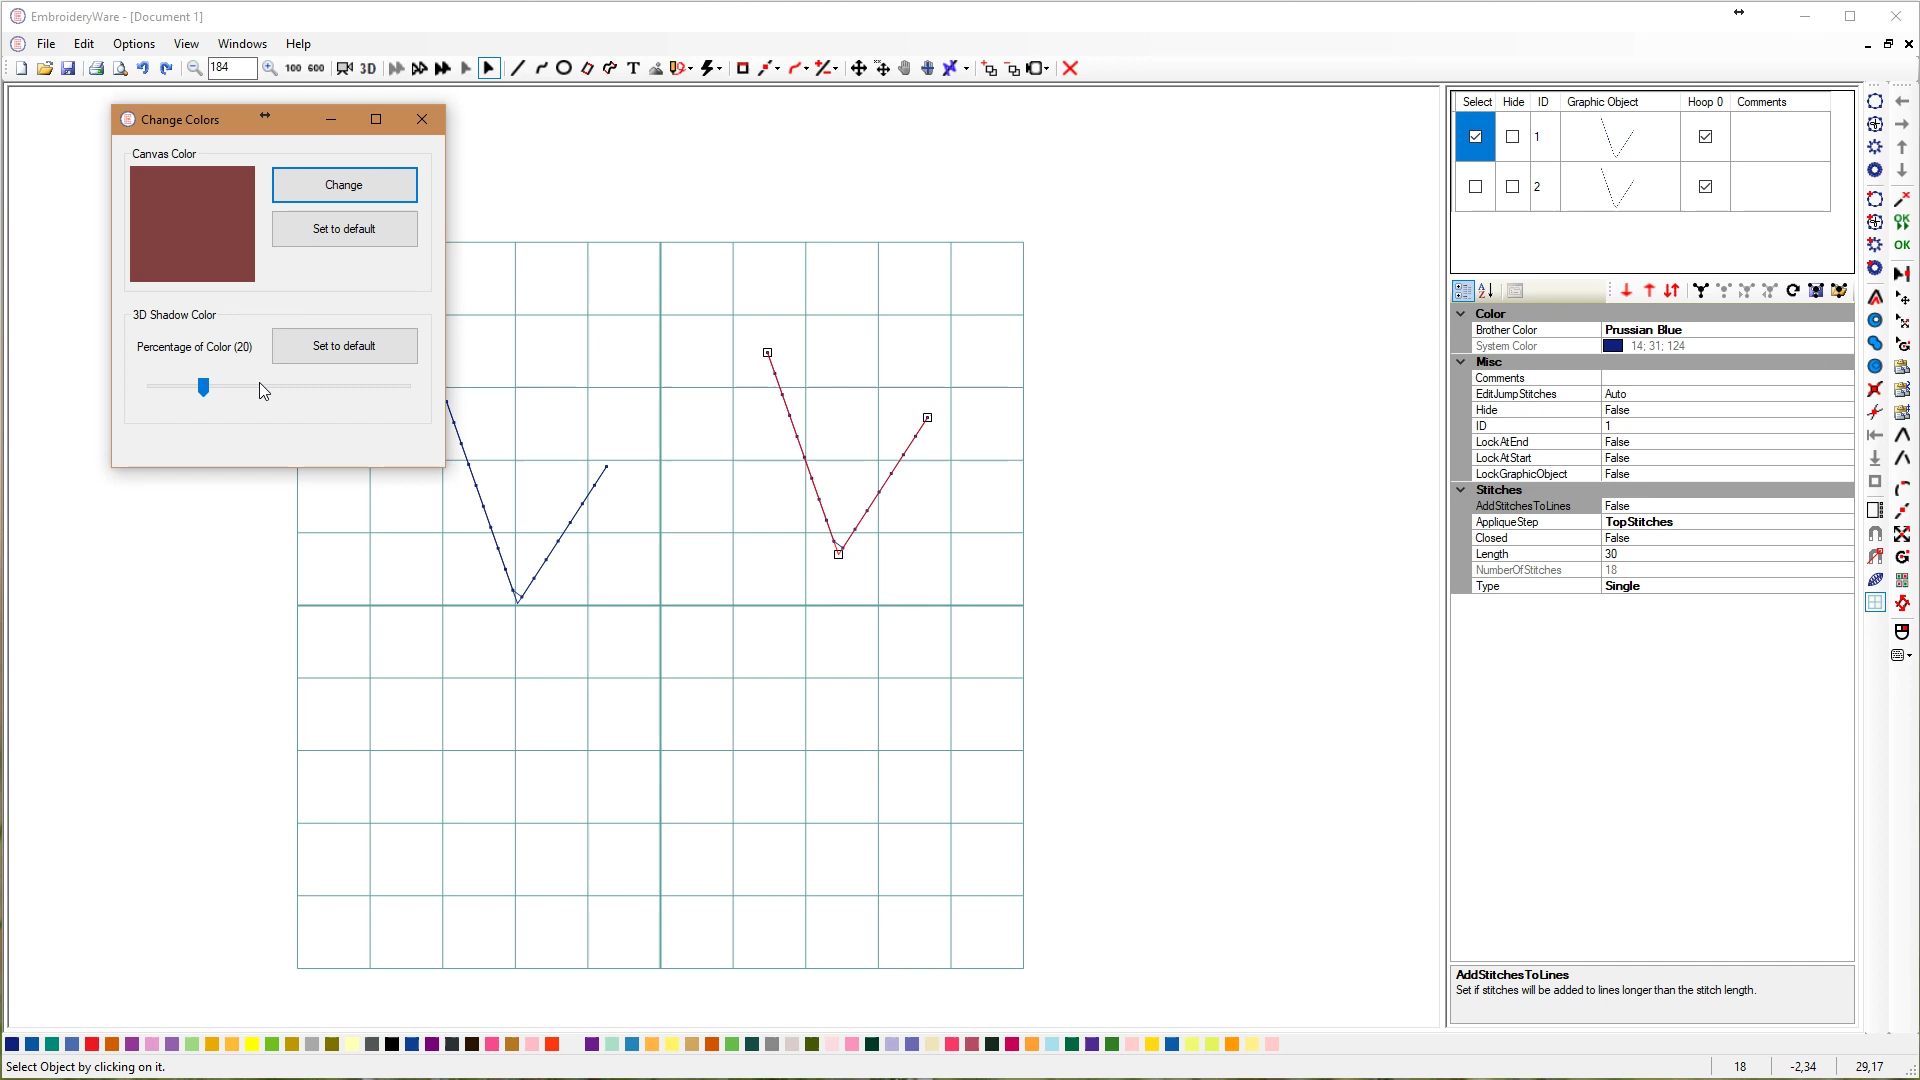 EmbroideryWare - [Document 1]
File Edit Options View Windows Help
184 100 600 3D T
Change Colors
Canvas Color
Change
Set to default
3D Shadow Color
Percentage of Color (20)
Set to default
Select Hide ID Graphic Object Hoop 0 Comments
1
2
OK
OK
Color
Brother Color Prussian Blue
System Color 14; 31; 124
Misc
Comments
EditJumpStitches Auto
Hide False
ID 1
LockAtEnd False
LockAtStart False
LockGraphicObject False
Stitches
AddStitchesToLines False
AppliqueStep TopStitches
Closed False
Length 30
NumberOfStitches 18
Type Single
AddStitchesToLines
Set if stitches will be added to lines longer than the stitch length.
Select Object by clicking on it. 18 -2,34 29,17